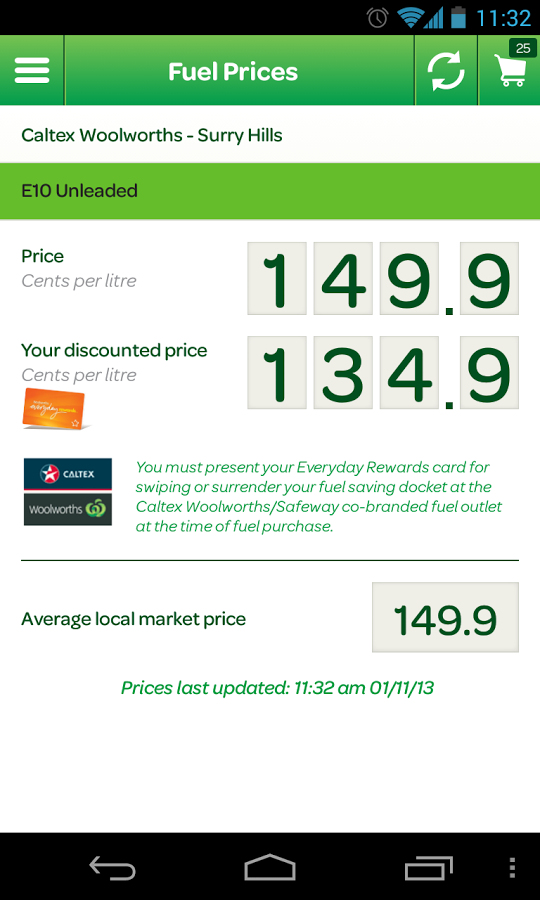 11:32
Fuel Prices
25
Caltex Woolworths - Surry Hills
E10 Unleaded
Price
Cents per litre
149.9
Your discounted price
Cents per litre
134.9
everyday rewards
CALTEX
Woolworths
You must present your Everyday Rewards card for
swiping or surrender your fuel saving docket at the
Caltex Woolworths/Safeway co-branded fuel outlet
at the time of fuel purchase.
Average local market price
149.9
Prices last updated: 11:32 am 01/11/13